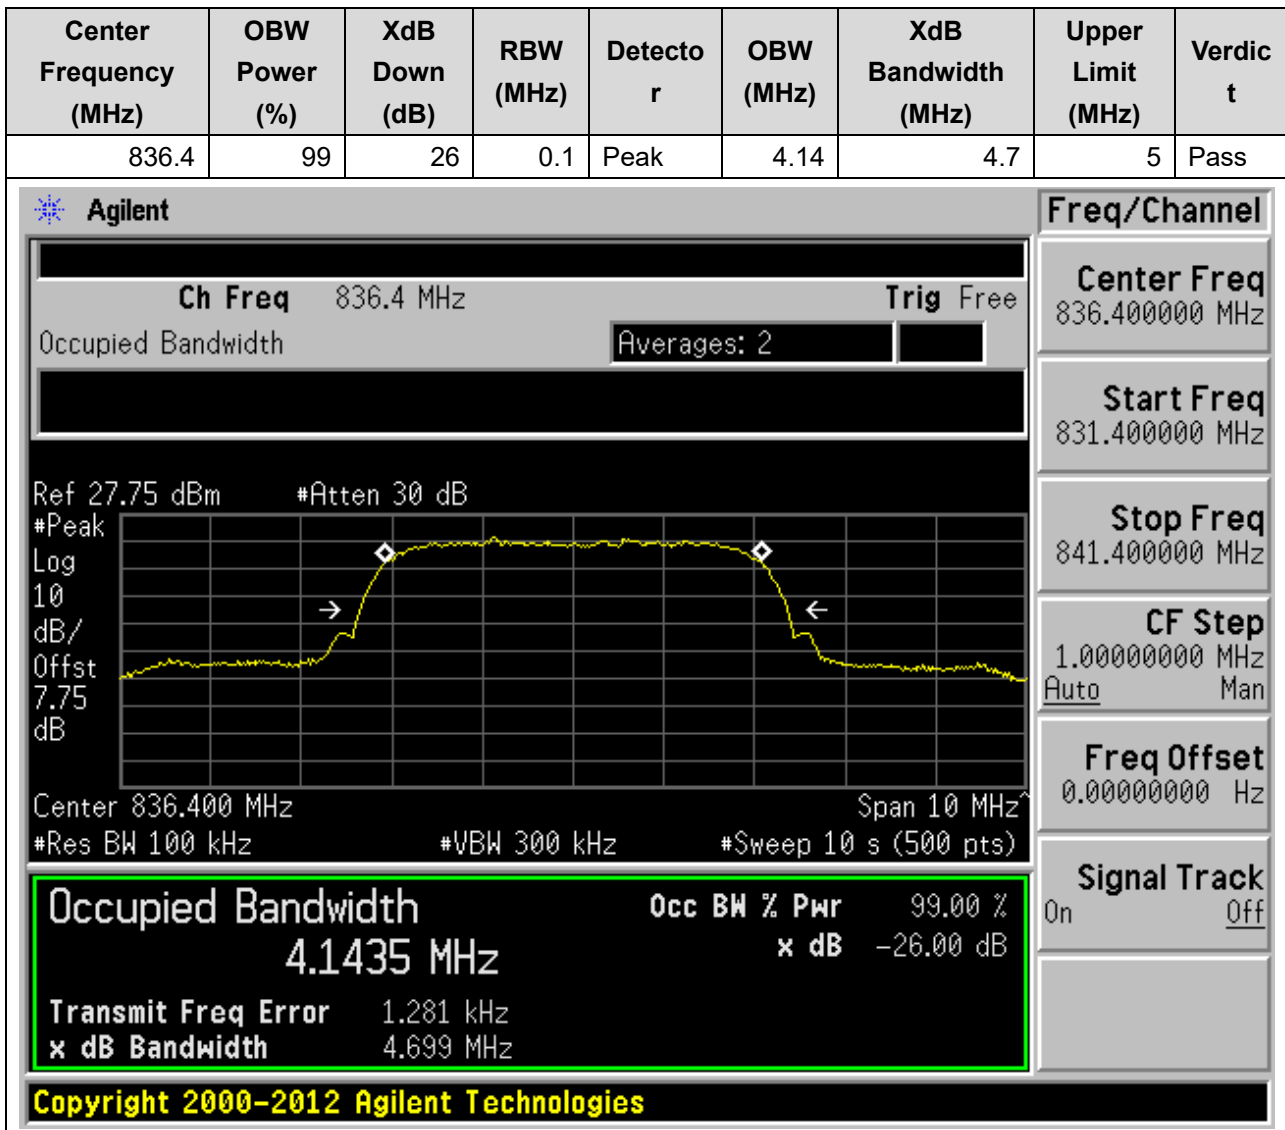 Center Frequency (MHz) OBW Power (%) XdB Down (dB) RBW (MHz) Detector OBW (MHz) XdB Bandwidth (MHz) Upper Limit (MHz) Verdict
836.4 99 26 0.1 Peak 4.14 4.7 5 Pass
Agilent
Freq/Channel
Ch Freq 836.4 MHz Trig Free
Occupied Bandwidth Averages: 2
Center Freq
836.400000 MHz
Start Freq
831.400000 MHz
Stop Freq
841.400000 MHz
CF Step
1.00000000 MHz
Auto Man
Freq Offset
0.00000000 Hz
Signal Track
On Off
Ref 27.75 dBm #Atten 30 dB
#Peak
Log
10
dB/
Offst
7.75
dB
Center 836.400 MHz Span 10 MHz^
#Res BW 100 kHz #VBW 300 kHz #Sweep 10 s (500 pts)
Occupied Bandwidth Occ BW % Pwr 99.00 %
4.1435 MHz x dB -26.00 dB
Transmit Freq Error 1.281 kHz
x dB Bandwidth 4.699 MHz
Copyright 2000-2012 Agilent Technologies